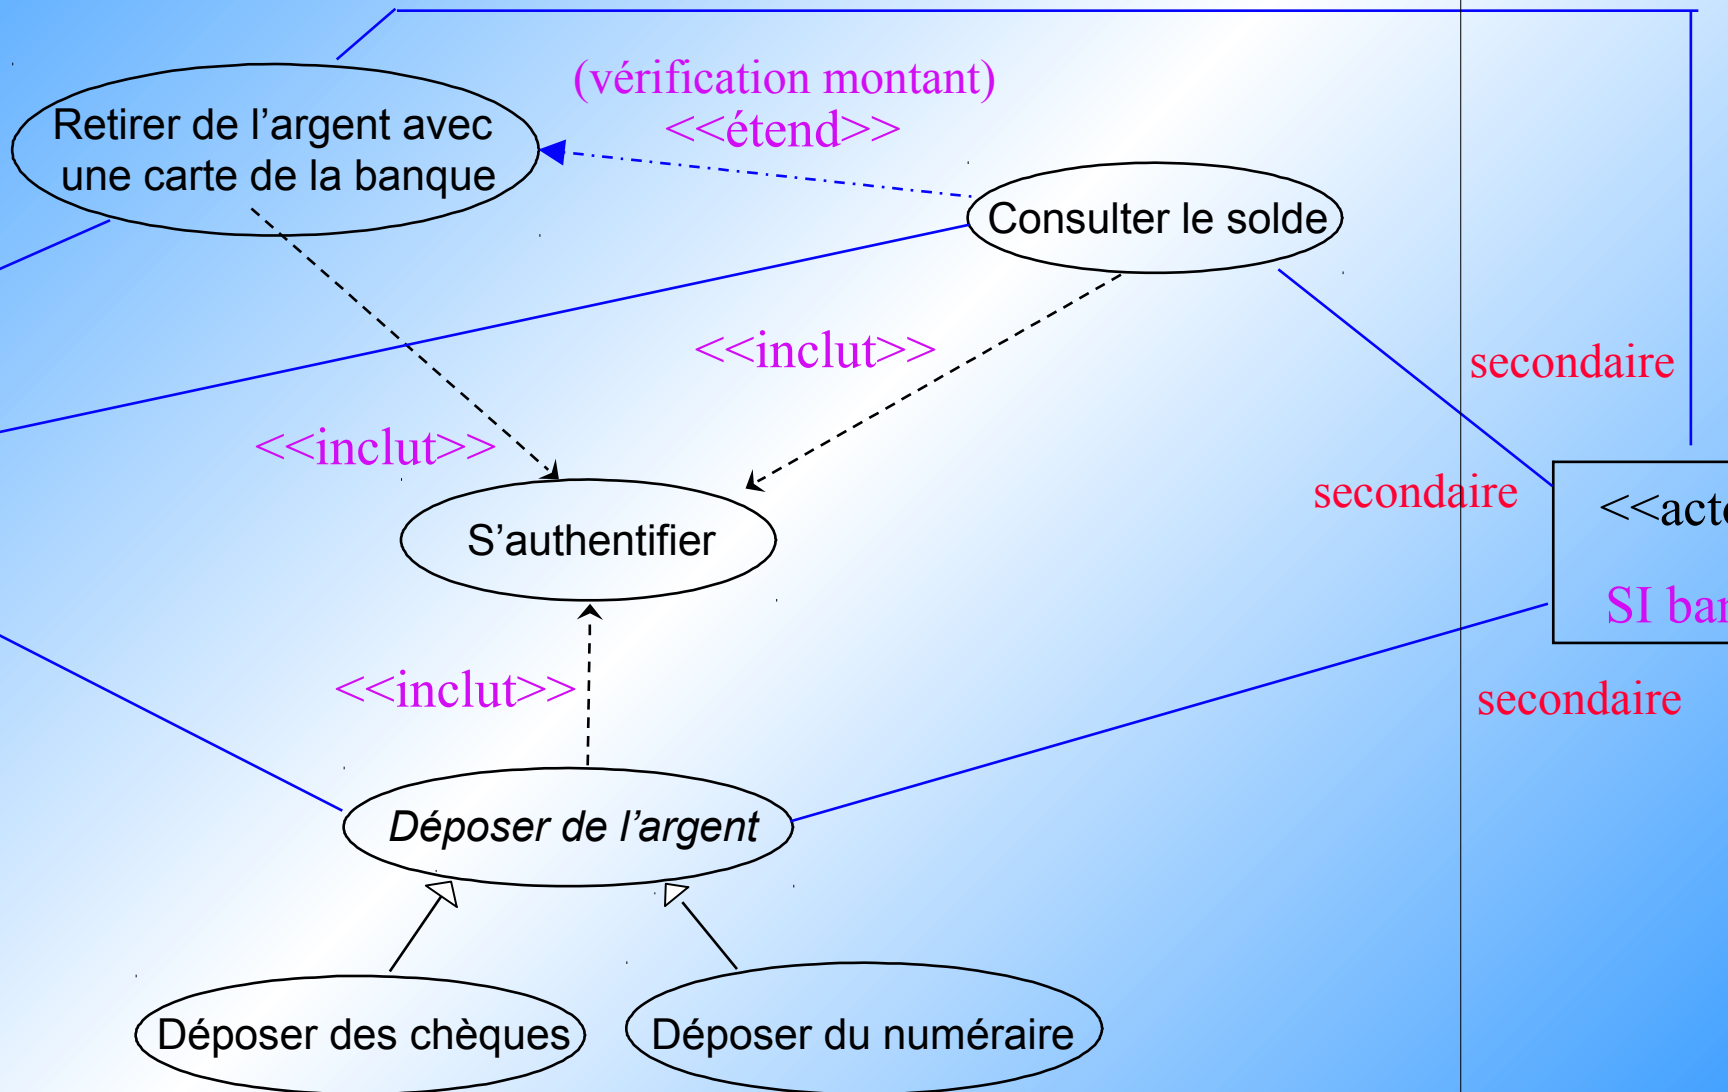 (vérification montant)
<<étend>>
Retirer de l’argent avec
une carte de la banque
Consulter le solde
<<inclut>>
secondaire
<<inclut>>
secondaire
S’authentifier
SI
<<inclut>>
secondaire
Déposer de l’argent
Déposer des chèques
Déposer du numéraire